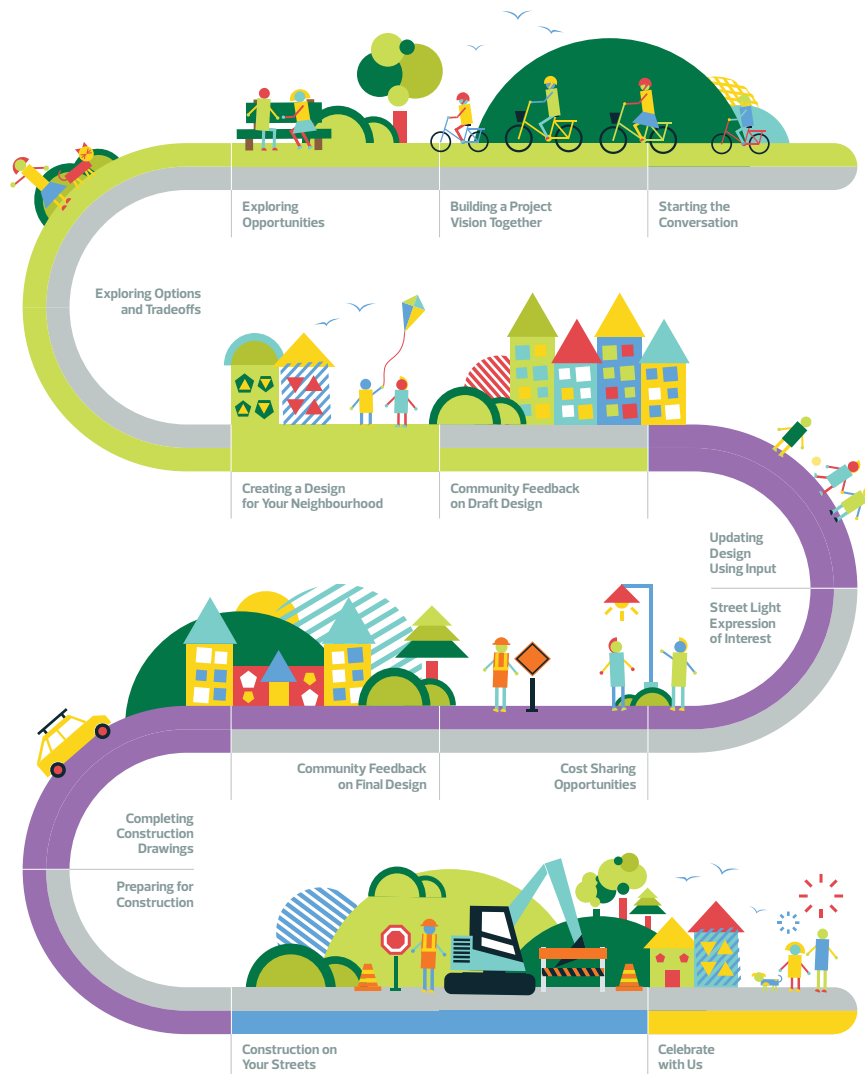 Exploring
Opportunities
Building a Project
Vision Together
Starting the
Conversation
Exploring Options
and Tradeoffs
Creating a Design
for Your Neighbourhood
Community Feedback
on Draft Design
Updating
Design
Using Input
Street Light
Expression
of Interest
Community Feedback
on Final Design
Cost Sharing
Opportunities
Completing
Construction
Drawings
Preparing for
Construction
Construction on
Your Streets
Celebrate
with Us